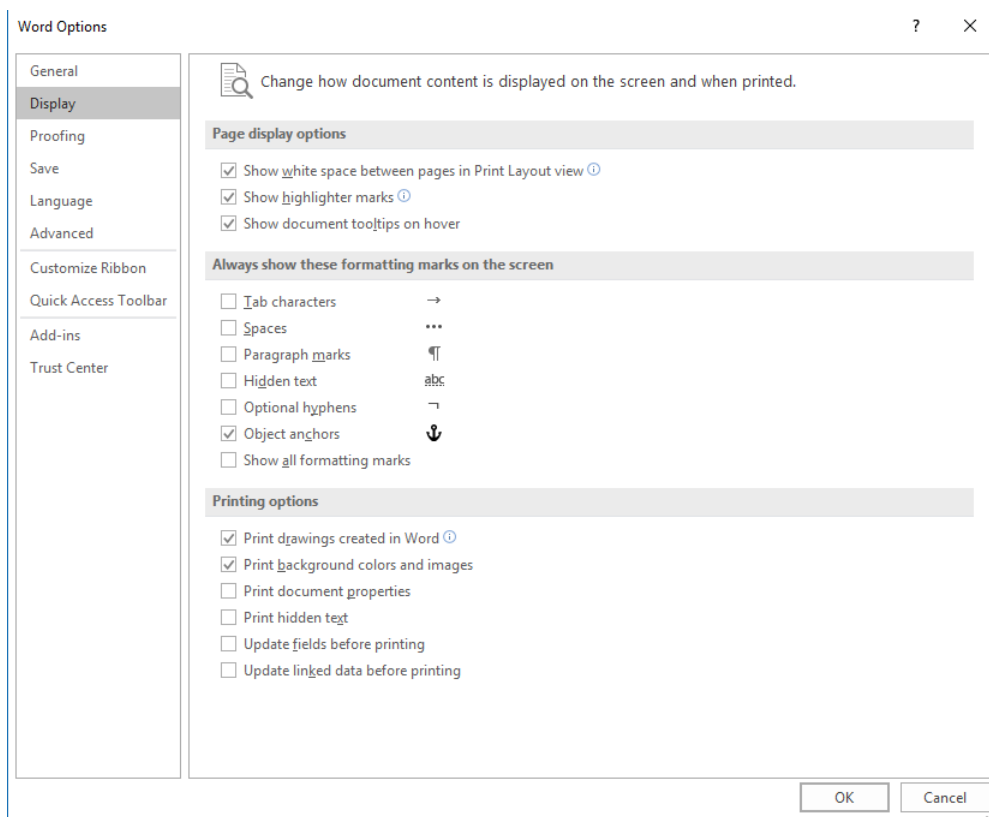 Word Options
?
General
Display
Proofing
Save
Language
Advanced
Customize Ribbon
Quick Access Toolbar
Add-ins
Trust Center
Change how document content is displayed on the screen and when printed.
Page display options
Show white space between pages in Print Layout view
Show highlighter marks
Show document tooltips on hover
Always show these formatting marks on the screen
Tab characters →
Spaces •••
Paragraph marks ¶
Hidden text abc
Optional hyphens ¬
Object anchors
Show all formatting marks
Printing options
Print drawings created in Word
Print background colors and images
Print document properties
Print hidden text
Update fields before printing
Update linked data before printing
OK Cancel